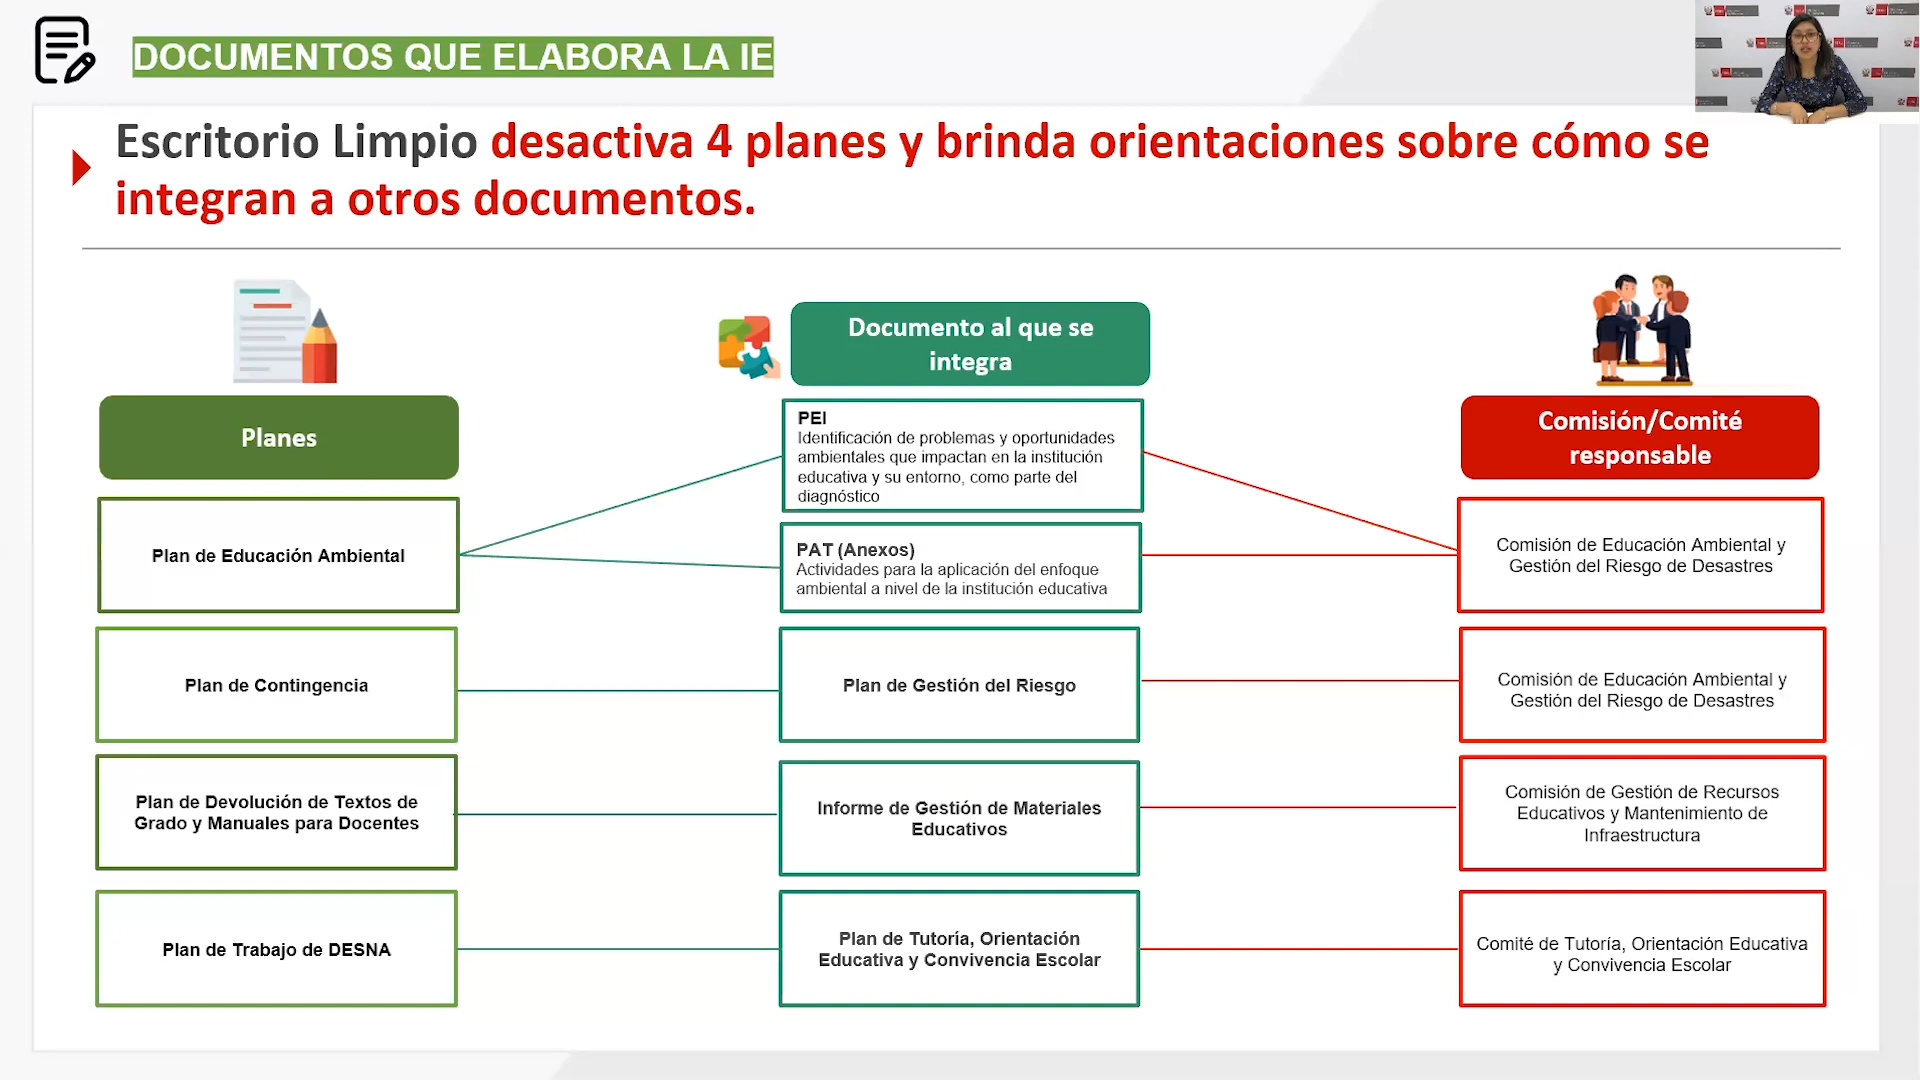 DOCUMENTOS QUE ELABORA LA IE
Escritorio Limpio desactiva 4 planes y brinda orientaciones sobre cómo se
integran a otros documentos.
Planes
Plan de Educación Ambiental
Plan de Contingencia
Plan de Devolución de Textos de
Grado y Manuales para Docentes
Plan de Trabajo de DESNA
Documento al que se
integra
PEI
Identificación de problemas y oportunidades
ambientales que impactan en la institución
educativa y su entorno, como parte del
diagnóstico
PAT (Anexos)
Actividades para la aplicación del enfoque
ambiental a nivel de la institución educativa
Plan de Gestión del Riesgo
Informe de Gestión de Materiales
Educativos
Plan de Tutoría, Orientación
Educativa y Convivencia Escolar
Comisión/Comité
responsable
Comisión de Educación Ambiental y
Gestión del Riesgo de Desastres
Comisión de Educación Ambiental y
Gestión del Riesgo de Desastres
Comisión de Gestión de Recursos
Educativos y Mantenimiento de
Infraestructura
Comité de Tutoría, Orientación Educativa
y Convivencia Escolar